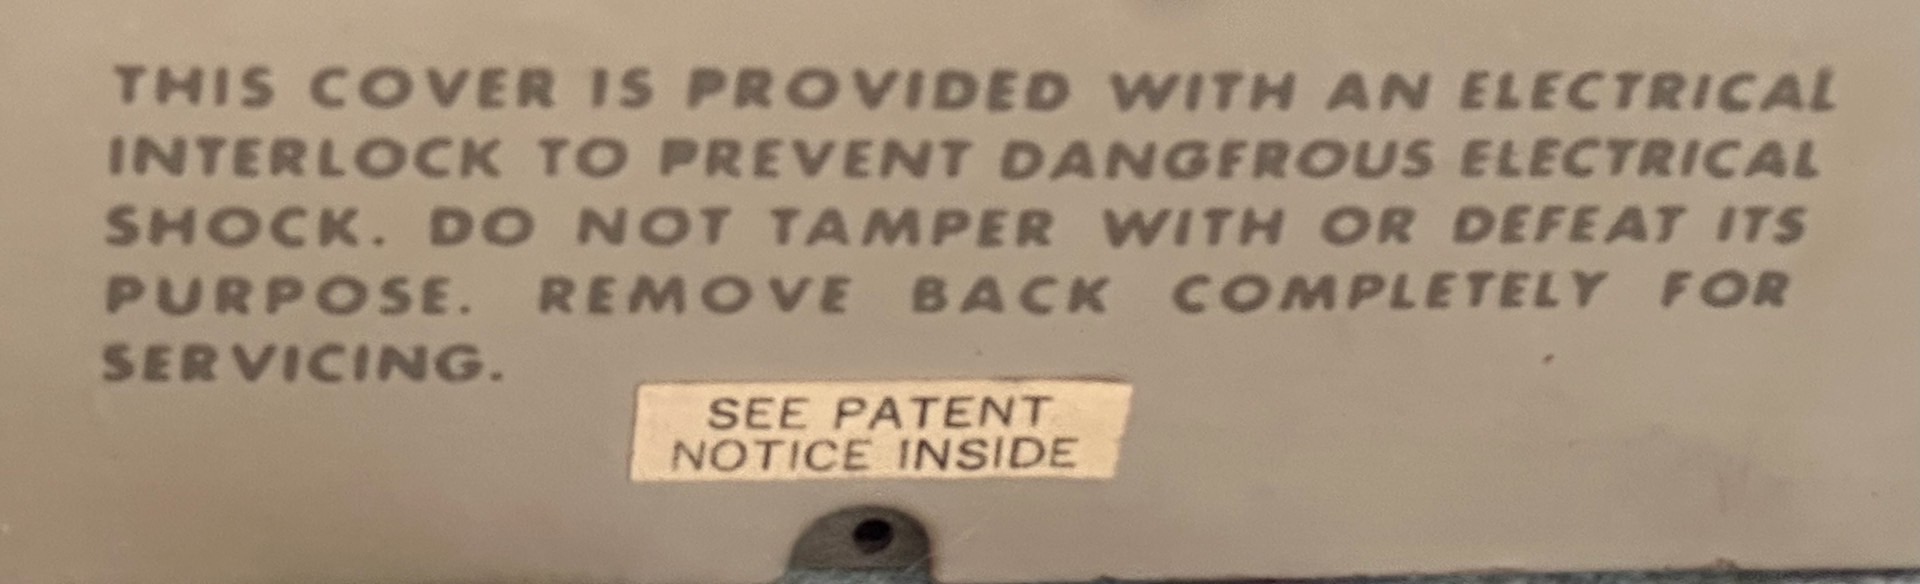 THIS COVER IS PROVIDED WITH AN ELECTRICAL
INTERLOCK TO PREVENT DANGEROUS ELECTRICAL
SHOCK. DO NOT TAMPER WITH OR DEFEAT ITS
PURPOSE. REMOVE BACK COMPLETELY FOR
SERVICING.
SEE PATENT
NOTICE INSIDE